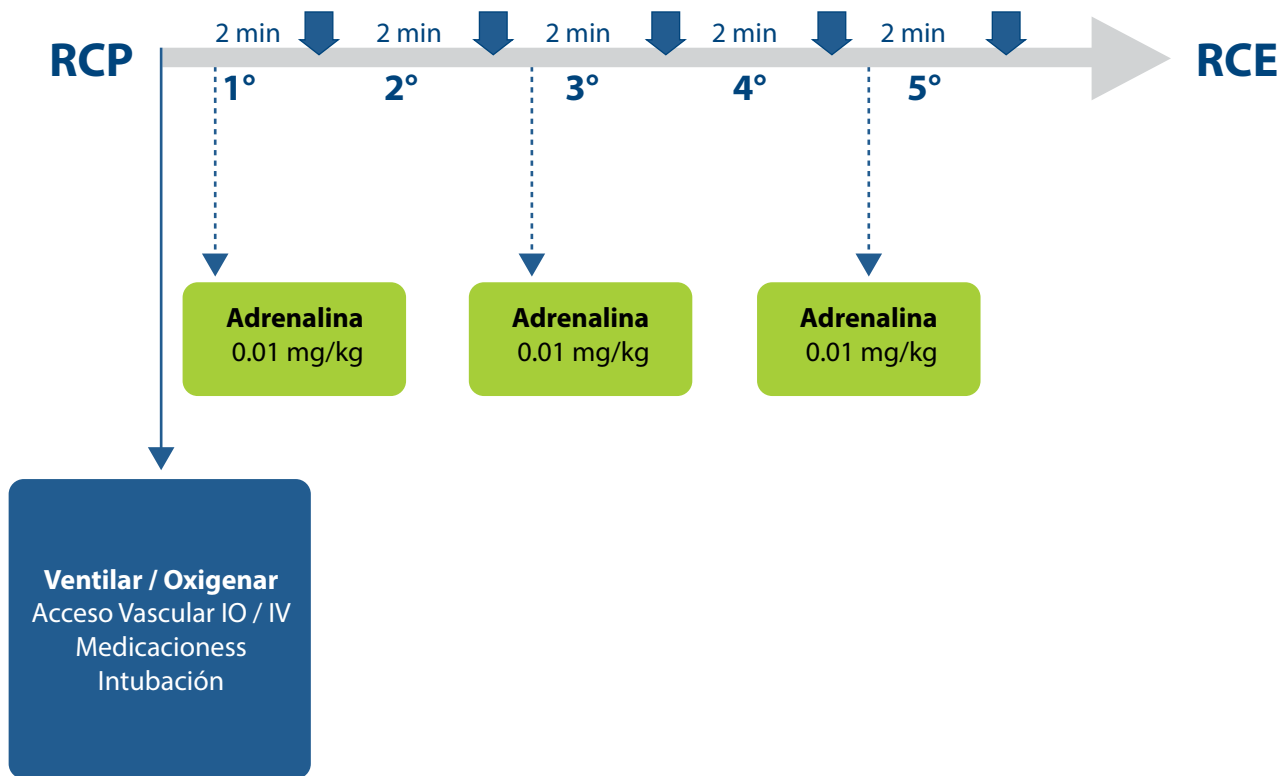 2 min
2 min
2 min
2 min
2 min
RCP
RCE
1°
2°
3°
4°
5°
Adrenalina
0.01 mg/kg
Adrenalina
0.01 mg/kg
Adrenalina
0.01 mg/kg
Ventilar / Oxigenar
Acceso Vascular IO / IV
Medicacioness
Intubación